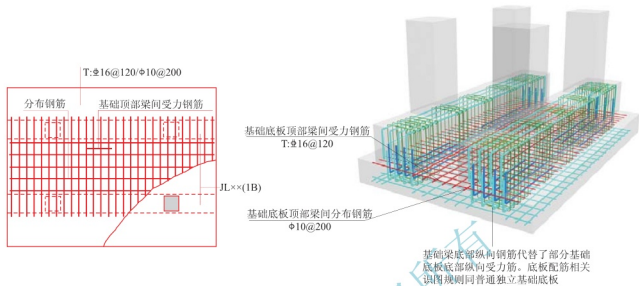 T:⌀16@120/Φ10@200
分布钢筋
基础顶部梁间受力钢筋
JL××(1B)
基础底板顶部梁间受力钢筋
T:⌀16@120
基础底板顶部梁间分布钢筋
Φ10@200
基础梁底部纵向钢筋代替了部分基础
底板底部纵向受力筋。底板配筋相关
识图规则同普通独立基础底板
所有